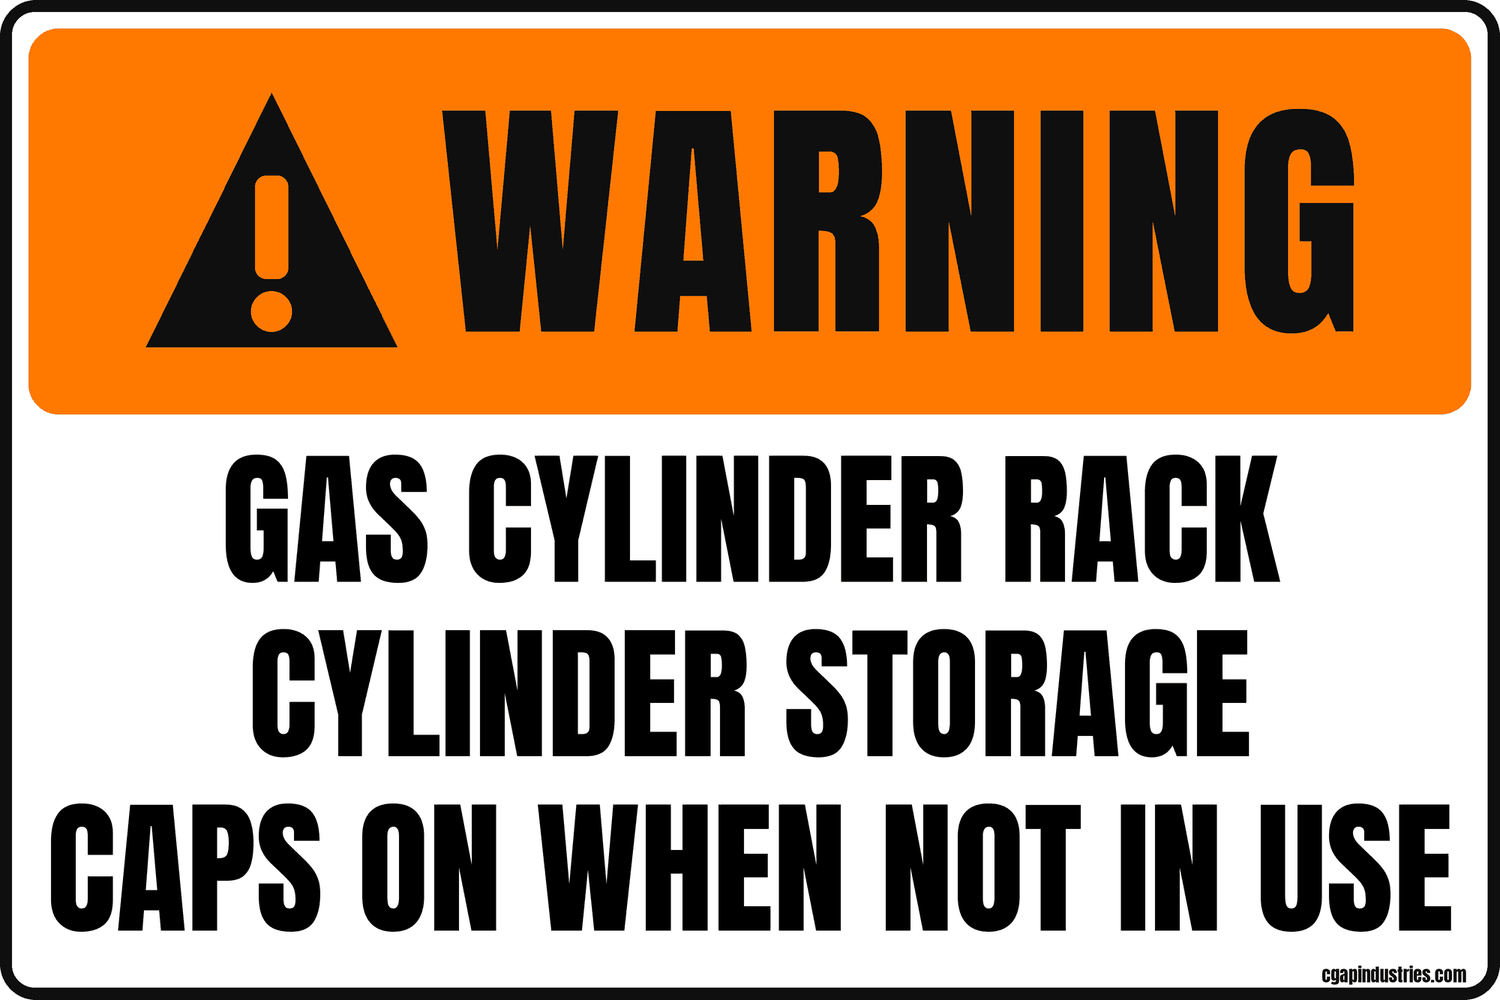 WARNING
GAS CYLINDER RACK
CYLINDER STORAGE
CAPS ON WHEN NOT IN USE
cgapindustries.com